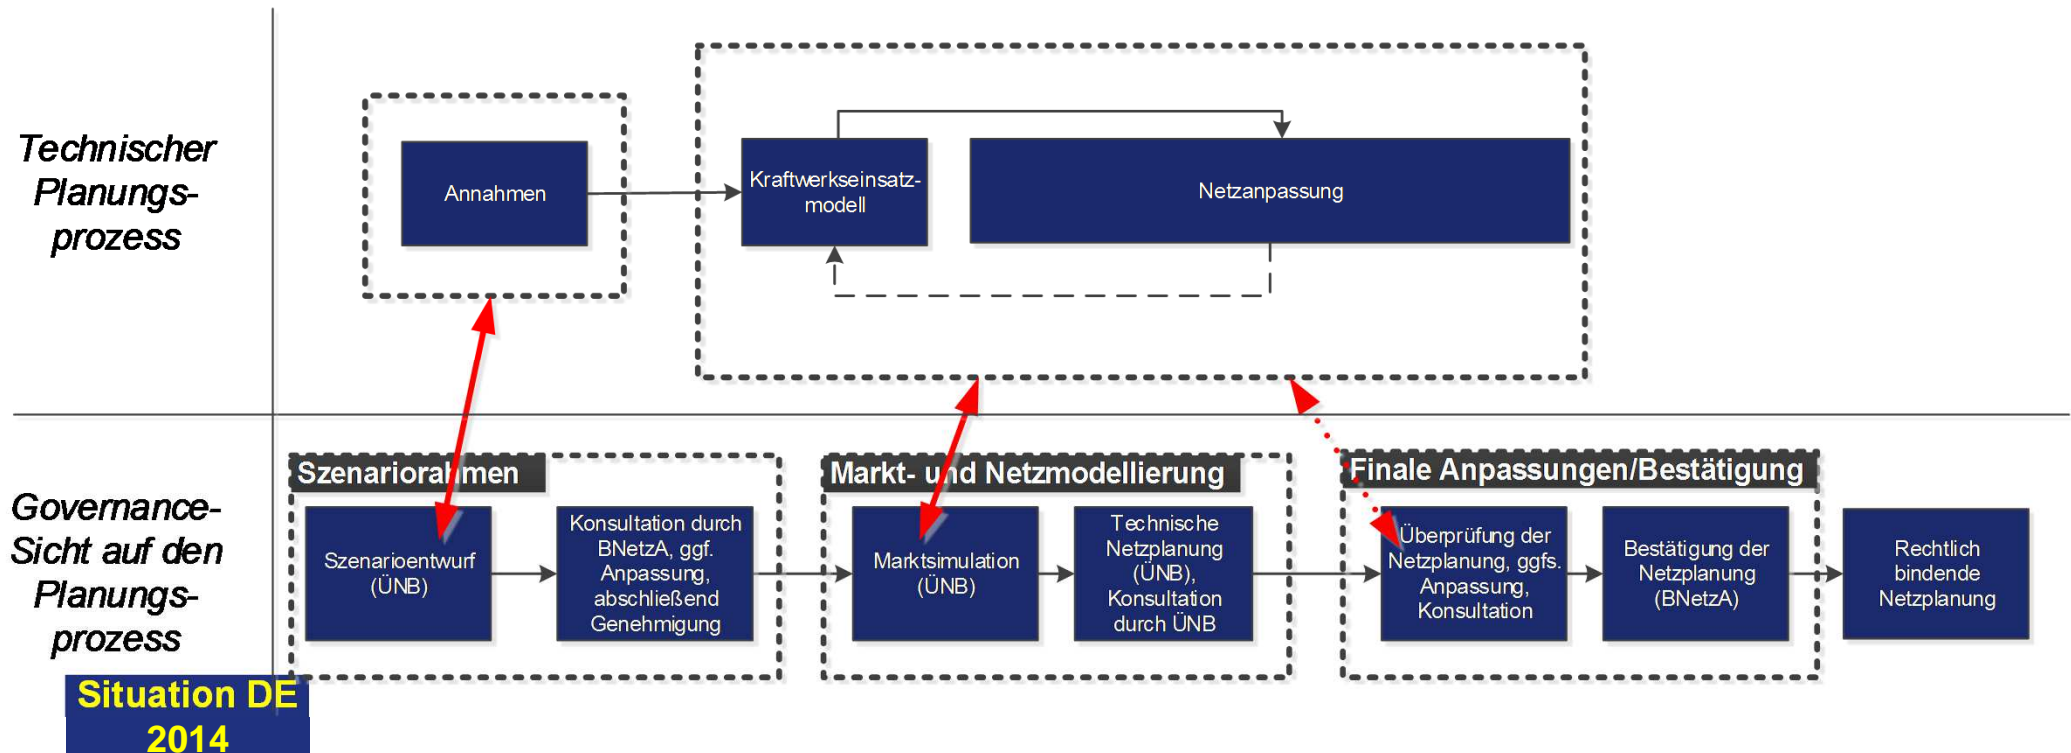 Technischer
Planungs-
prozess
Annahmen
Kraftwerkseinsatz-
modell
Netzanpassung
Governance-
Sicht auf den
Planungs-
prozess
Szenariorahmen
Szenarioentwurf
(ÜNB)
Konsultation durch
BNetzA, ggf.
Anpassung,
abschließend
Genehmigung
Markt- und Netzmodellierung
Marktsimulation
(ÜNB)
Technische
Netzplanung
(ÜNB),
Konsultation
durch ÜNB
Finale Anpassungen/Bestätigung
Überprüfung der
Netzplanung, ggfs.
Anpassung,
Konsultation
Bestätigung der
Netzplanung
(BNetzA)
Rechtlich
bindende
Netzplanung
Situation DE
2014